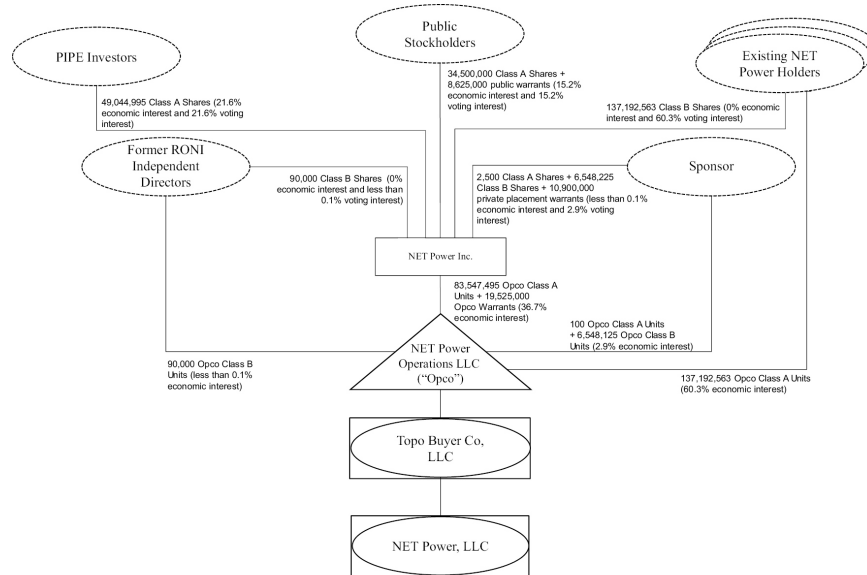 Public
Stockholders
PIPE Investors
Existing NET
Power Holders
34,500,000 Class A Shares +
8,625,000 public warrants (15.2%
economic interest and 15.2%
voting interest)
49,044,995 Class A Shares (21.6%
economic interest and 21.6% voting
interest)
137,192,563 Class B Shares (0% economic
interest and 60.3% voting interest)
Former RONI
Independent
Directors
90,000 Class B Shares (0%
economic interest and less than
0.1% voting interest)
2,500 Class A Shares + 6,548,225
Class B Shares + 10,900,000
private placement warrants (less than 0.1%
economic interest and 2.9% voting
interest)
Sponsor
NET Power Inc.
83,547,495 Opco Class A
Units + 19,525,000
Opco Warrants (36.7%
economic interest)
100 Opco Class A Units
+ 6,548,125 Opco Class B
Units (2.9% economic interest)
NET Power
Operations LLC
(“Opco”)
90,000 Opco Class B
Units (less than 0.1%
economic interest)
137,192,563 Opco Class A Units
(60.3% economic interest)
Topo Buyer Co,
LLC
NET Power, LLC